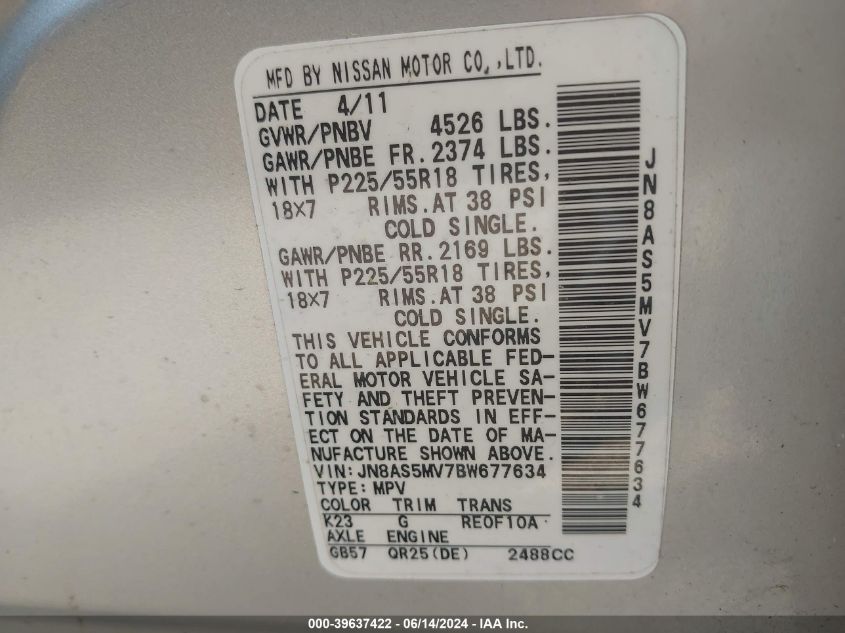 MFD BY NISSAN MOTOR CO.,LTD.
DATE 4/11
GVWR/PNBV 4526 LBS.
GAWR/PNBE FR. 2374 LBS.
WITH P225/55R18 TIRES,
18X7 RIMS.AT 38 PSI
COLD SINGLE.
GAWR/PNBE RR. 2169 LBS.
WITH P225/55R18 TIRES,
18X7 RIMS.AT 38 PSI
COLD SINGLE.
THIS VEHICLE CONFORMS
TO ALL APPLICABLE FED-
ERAL MOTOR VEHICLE SA-
FETY AND THEFT PREVEN-
TION STANDARDS IN EFF-
ECT ON THE DATE OF MA-
NUFACTURE SHOWN ABOVE.
VIN:JN8AS5MV7BW677634
TYPE:MPV
COLOR TRIM TRANS
K23 G RE0F10A
AXLE ENGINE
GB57 QR25(DE) 2488CC
JN8AS5MV7BW677634
000-39637422 - 06/14/2024 - IAA Inc.